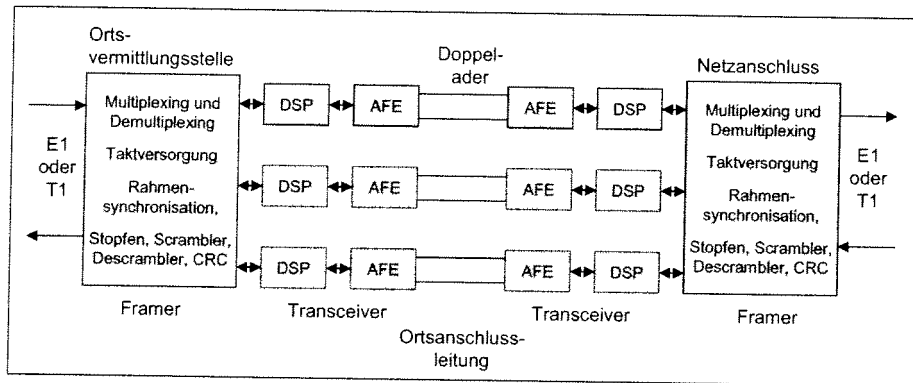 Orts-
vermittlungsstelle
Doppel-
ader
Netzanschluss
Multiplexing und
Demultiplexing
Taktversorgung
Rahmen-
synchronisation,
Stopfen, Scrambler,
Descrambler, CRC
E1
oder
T1
DSP
AFE
AFE
DSP
DSP
AFE
AFE
DSP
DSP
AFE
AFE
DSP
Multiplexing und
Demultiplexing
Taktversorgung
Rahmen-
synchronisation,
Stopfen, Scrambler,
Descrambler, CRC
E1
oder
T1
Framer
Transceiver
Transceiver
Framer
Ortsanschluss-
leitung